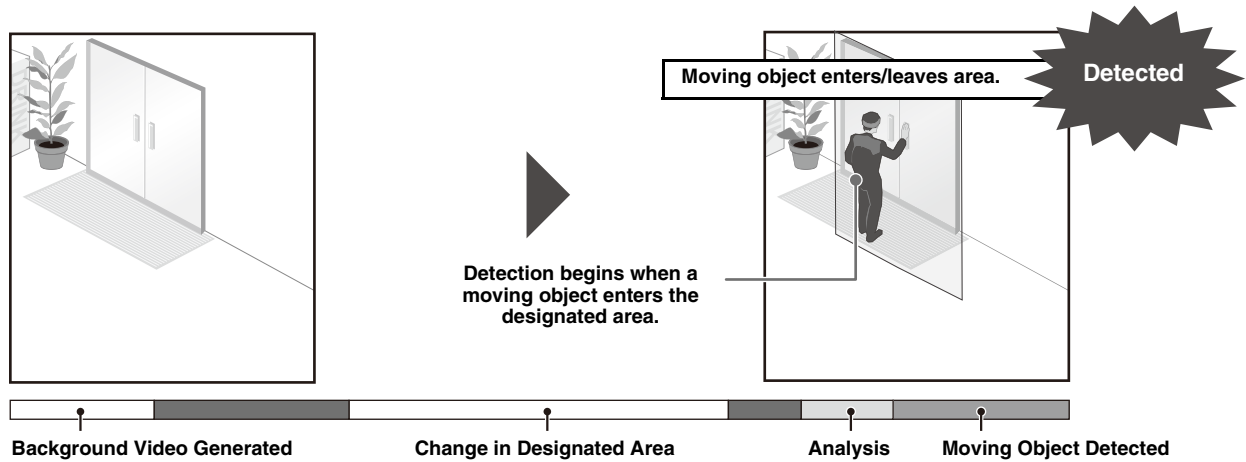 Moving object enters/leaves area.
Detected
Detection begins when a
moving object enters the
designated area.
Background Video Generated
Change in Designated Area
Analysis
Moving Object Detected